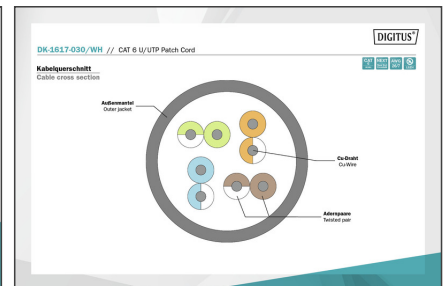 DIGITUS®
DK-1617-030/WH // CAT 6 U/UTP Patch Cord
Kabelquerschnitt
Cable cross section
Außenmantel
Outer jacket
Cu-Draht
Cu-Wire
Adernpaare
Twisted pair